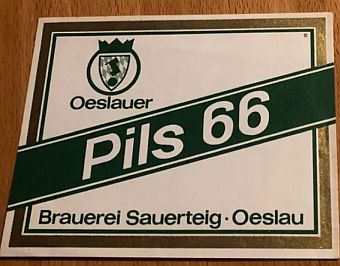 Oeslauer
Pils 66
Brauerei Sauerteig · Oeslau